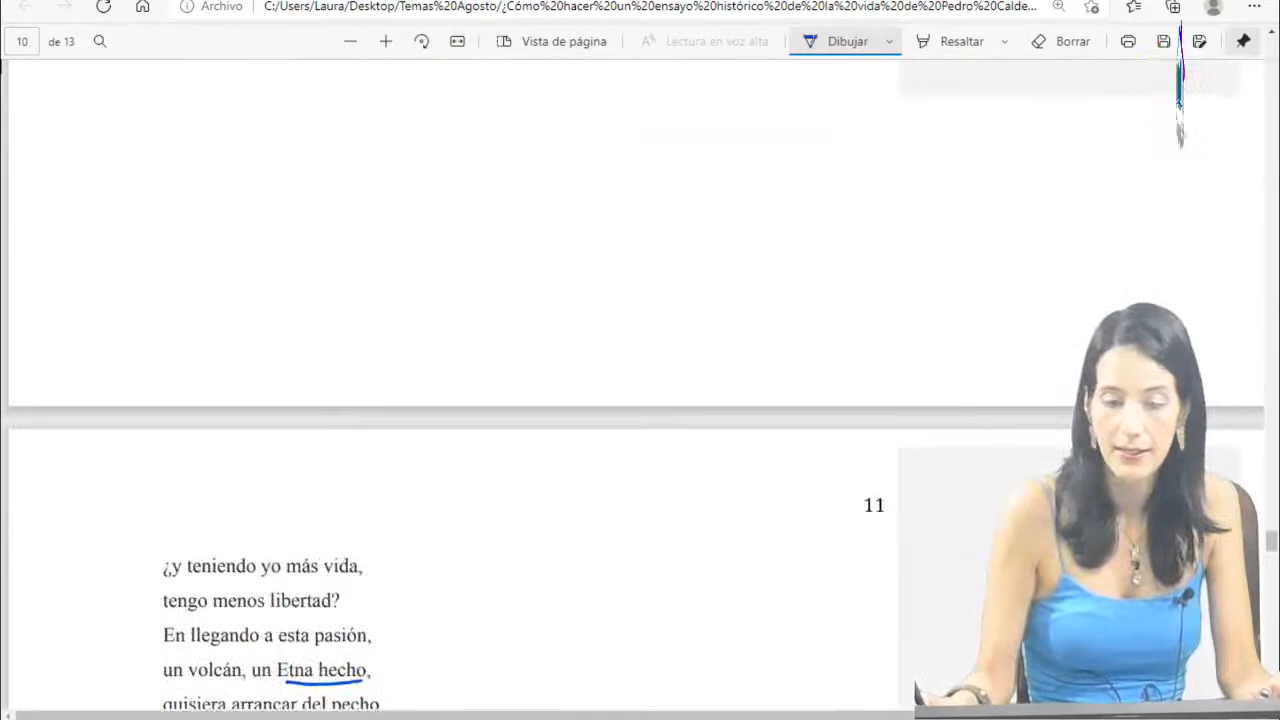 Archivo C:/Users/Laura/Desktop/Temas%20Agosto/¿Cómo%20hacer%20un%20ensayo%20histórico%20de%20la%20vida%20de%20Pedro%20Calde...
10 de 13 Vista de página Lectura en voz alta Dibujar Resaltar Borrar
11
¿y teniendo yo más vida,
tengo menos libertad?
En llegando a esta pasión,
un volcán, un Etna hecho,
quisiera arrancar del pecho